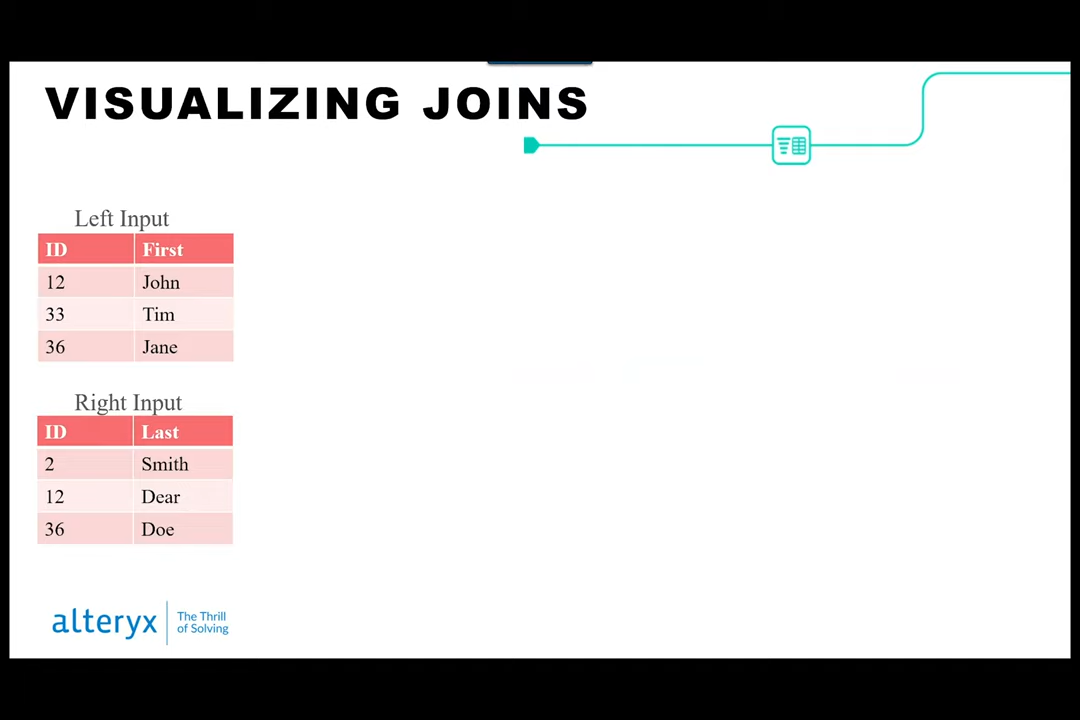 VISUALIZING JOINS
Left Input
ID First
12 John
33 Tim
36 Jane
Right Input
ID Last
2 Smith
12 Dear
36 Doe
alteryx
The Thrill
of Solving